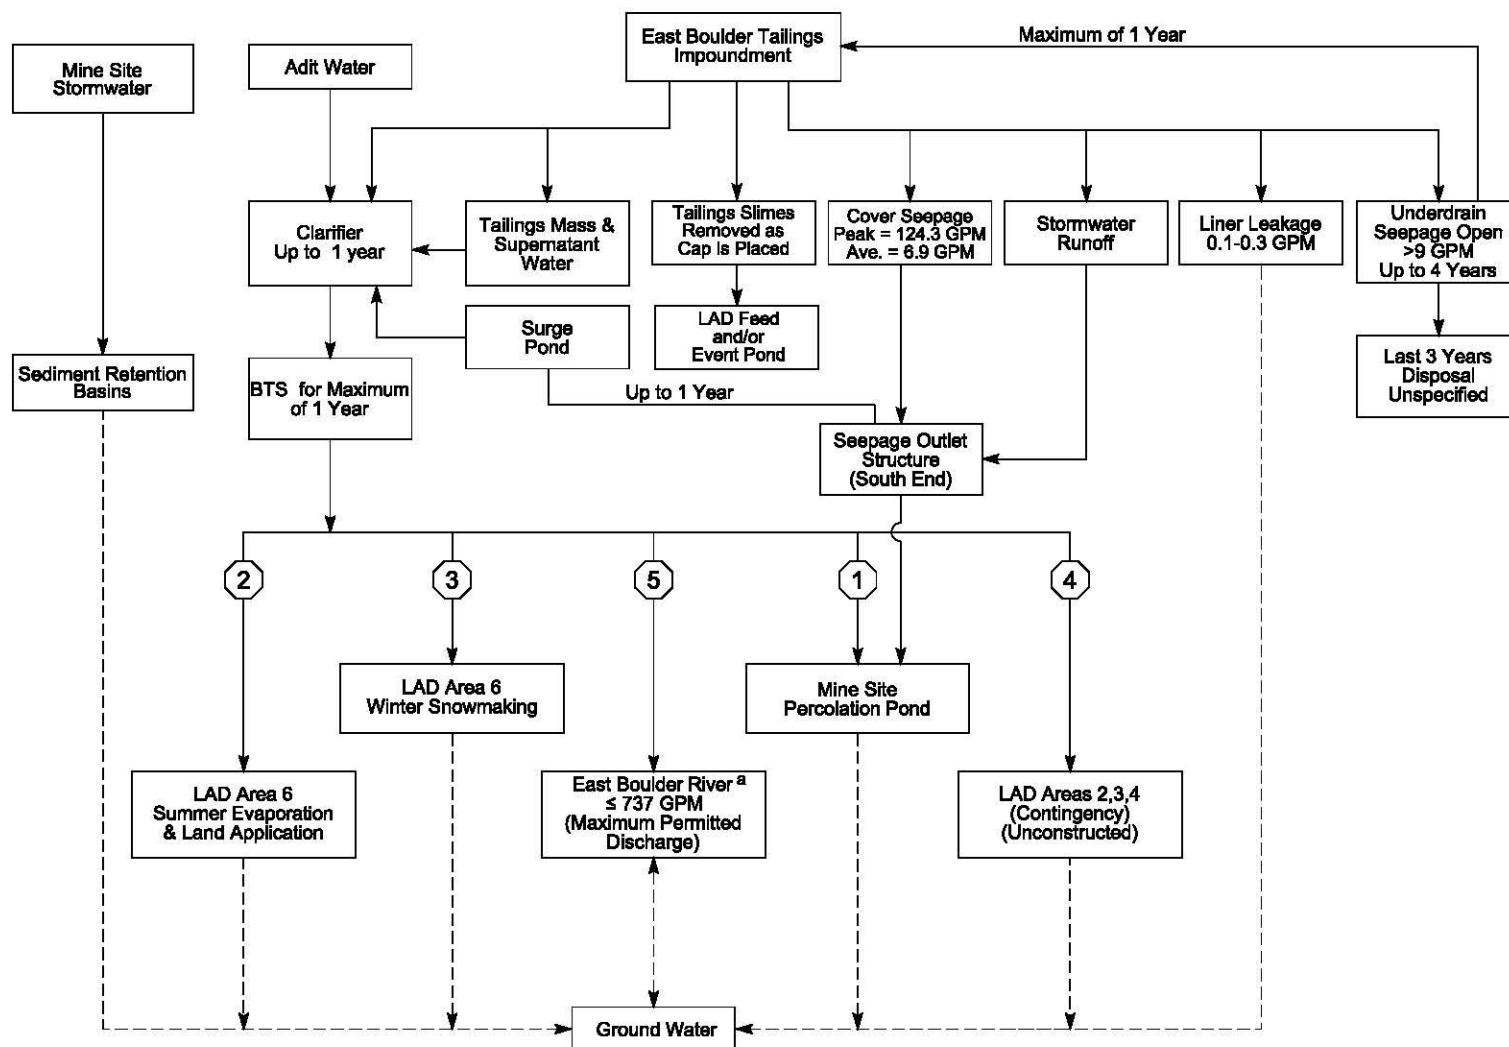 East Boulder Tailings
Impoundment
Maximum of 1 Year
Mine Site
Stormwater
Adit Water
Clarifier
Up to 1 year
Tailings Mass &
Supernatant
Water
Tailings Slimes
Removed as
Cap Is Placed
Cover Seepage
Peak = 124.3 GPM
Ave. = 6.9 GPM
Stormwater
Runoff
Liner Leakage
0.1-0.3 GPM
Underdrain
Seepage Open
>9 GPM
Up to 4 Years
Surge
Pond
LAD Feed
and/or
Event Pond
Sediment Retention
Basins
BTS for Maximum
of 1 Year
Up to 1 Year
Last 3 Years
Disposal
Unspecified
Seepage Outlet
Structure
(South End)
2
3
5
1
4
LAD Area 6
Winter Snowmaking
Mine Site
Percolation Pond
LAD Area 6
Summer Evaporation
& Land Application
East Boulder River a
≤ 737 GPM
(Maximum Permitted
Discharge)
LAD Areas 2,3,4
(Contingency)
(Unconstructed)
Ground Water